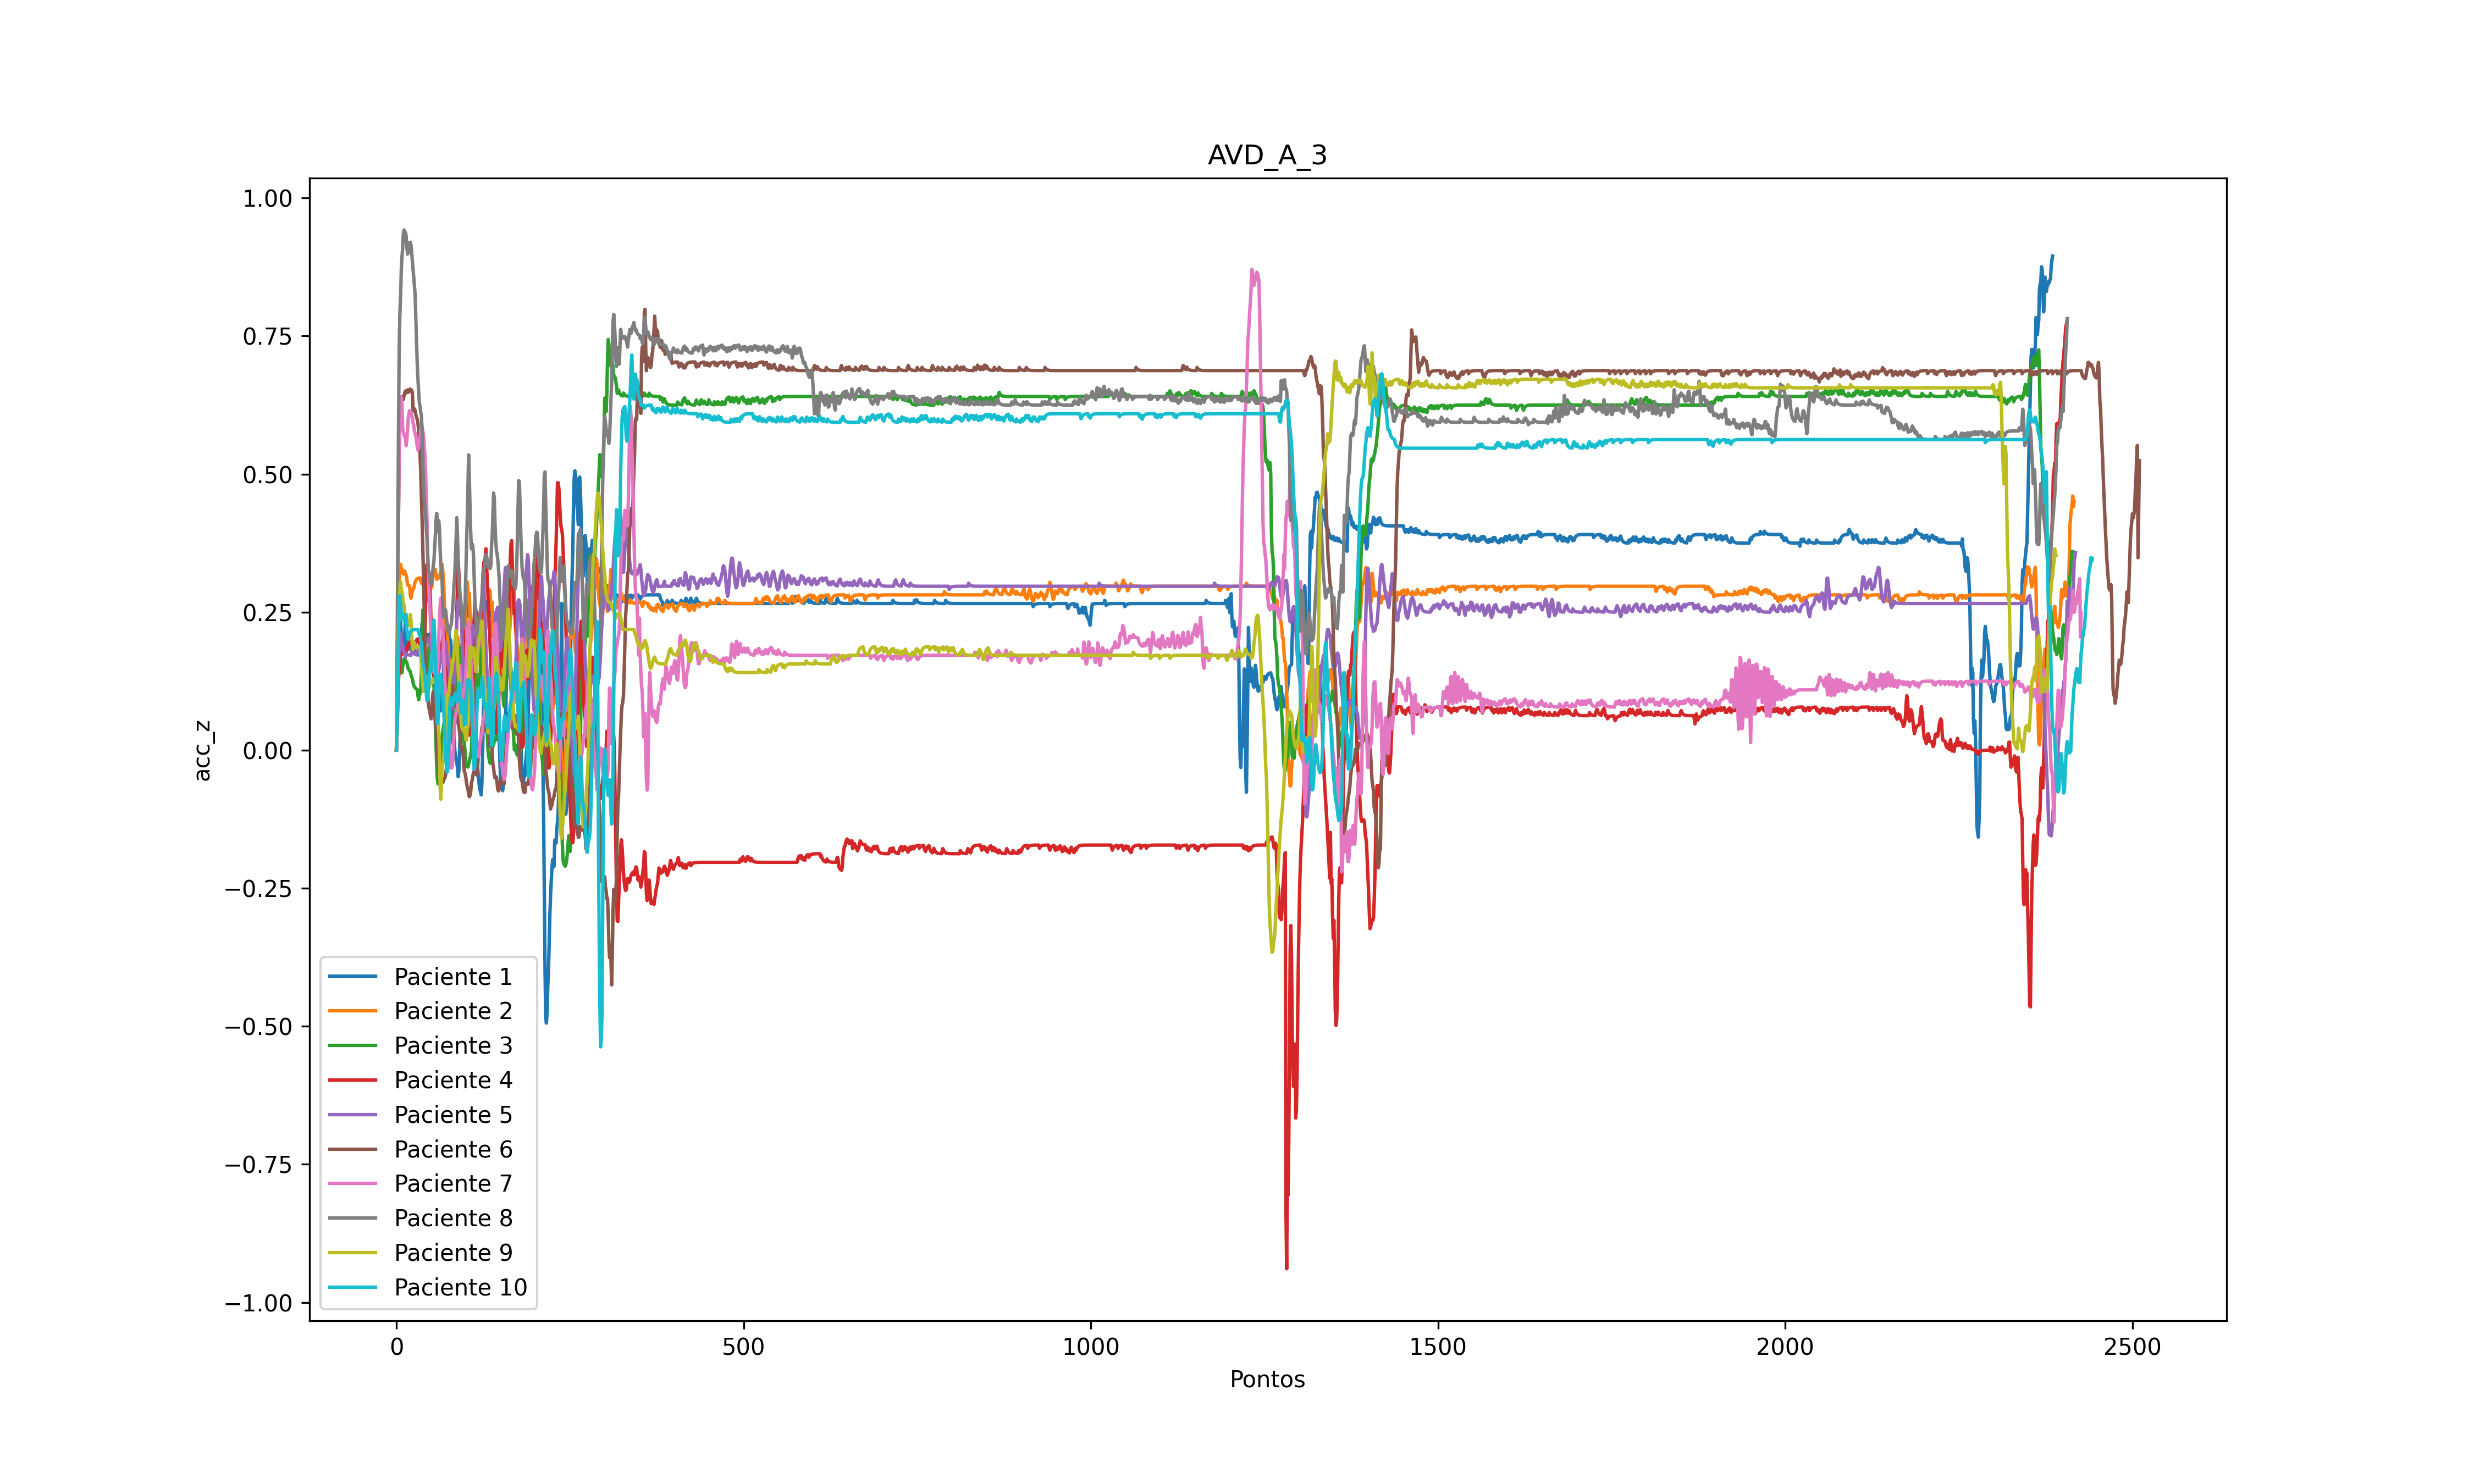 AVD_A_3
1.00
0.75
0.50
0.25
0.00
−0.25
−0.50
−0.75
−1.00
acc_z
Paciente 1
Paciente 2
Paciente 3
Paciente 4
Paciente 5
Paciente 6
Paciente 7
Paciente 8
Paciente 9
Paciente 10
0 500 1000 1500 2000 2500
Pontos